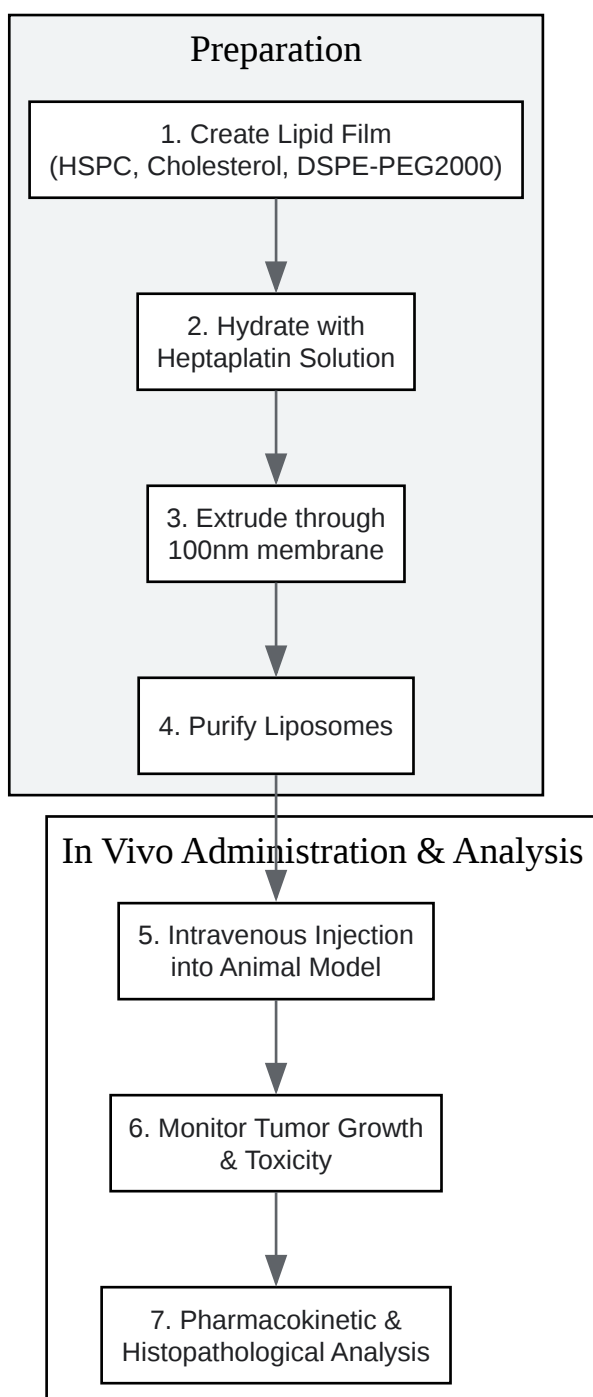 Preparation
1. Create Lipid Film
(HSPC, Cholesterol, DSPE-PEG2000)
2. Hydrate with
Heptaplatin Solution
3. Extrude through
100nm membrane
4. Purify Liposomes
In Vivo Administration & Analysis
5. Intravenous Injection
into Animal Model
6. Monitor Tumor Growth
& Toxicity
7. Pharmacokinetic &
Histopathological Analysis